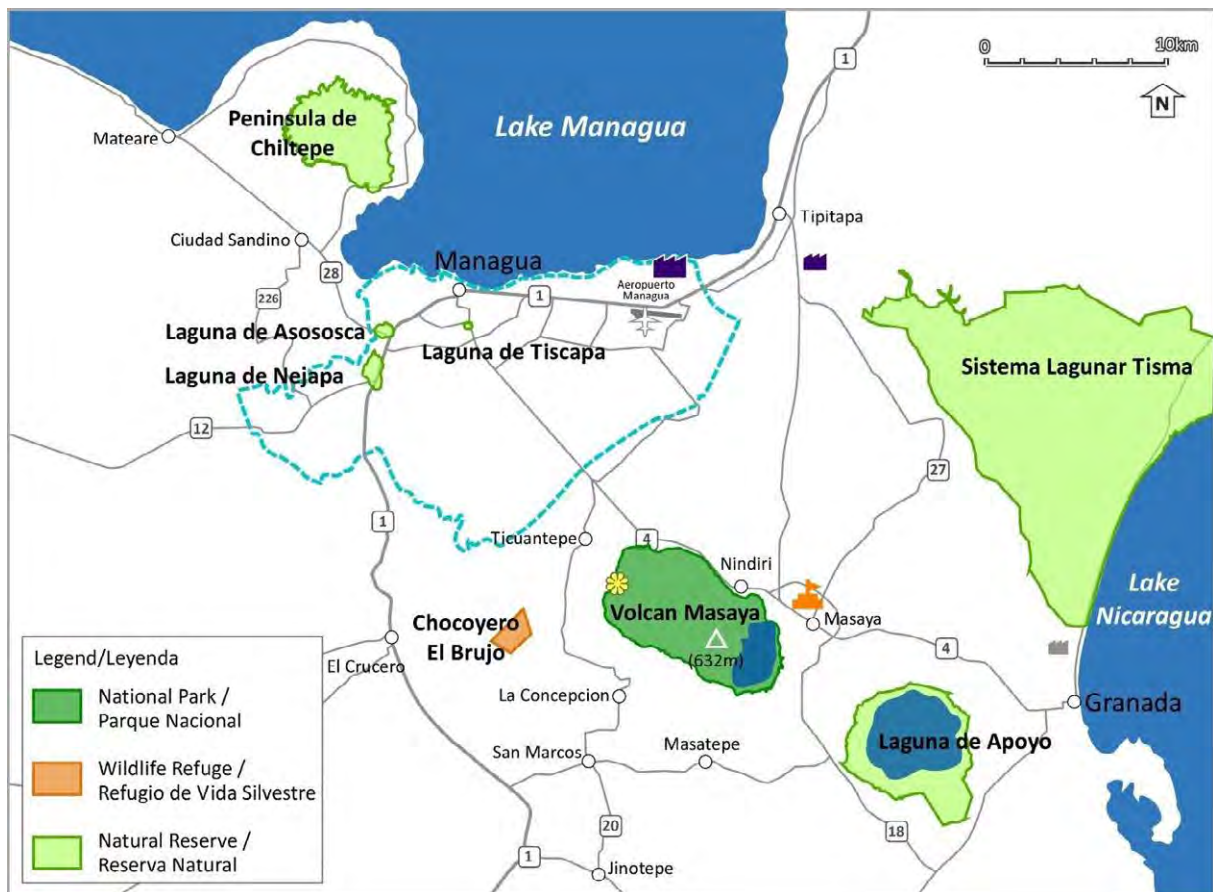 0 10km
1
N
Lake Managua
Peninsula de
Chiltepe
Mateare
Tipitapa
Ciudad Sandino
Managua
28
Aeropuerto
Managua
226
1
Laguna de Asososca
Laguna de Tiscapa
Laguna de Nejapa
Sistema Lagunar Tisma
12
27
1
Ticuantepe
4
Nindiri
Lake
Nicaragua
Volcan Masaya
Masaya
Chocoyero
El Brujo
(632m)
El Crucero
4
La Concepcion
Granada
San Marcos
Masatepe
Laguna de Apoyo
20
18
1
Jinotepe
Legend/Leyenda
National Park /
Parque Nacional
Wildlife Refuge /
Refugio de Vida Silvestre
Natural Reserve /
Reserva Natural